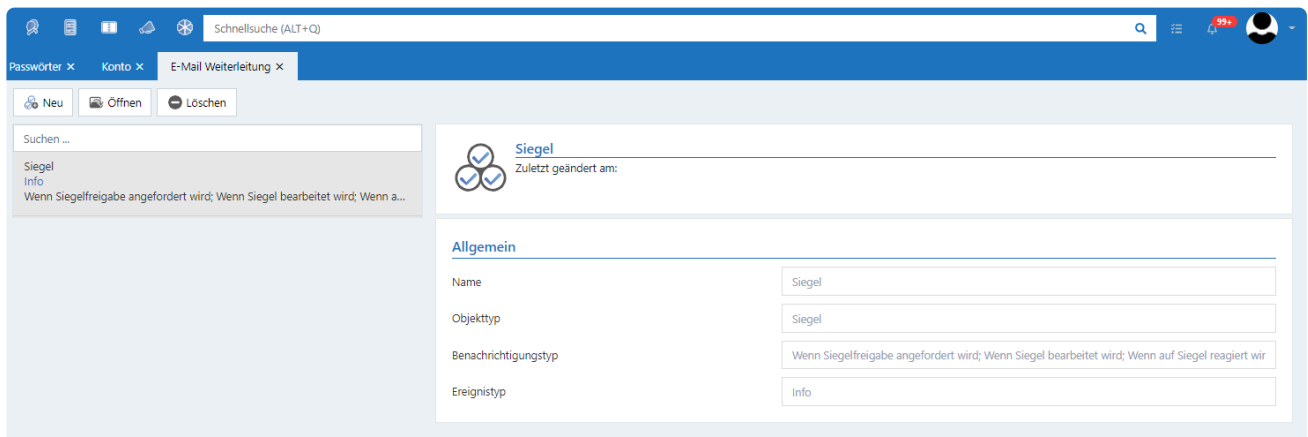 Schnellsuche (ALT+Q)
99+
Passwörter ×
Konto ×
E-Mail Weiterleitung ×
Neu
Öffnen
Löschen
Suchen ...
Siegel
Info
Wenn Siegelfreigabe angefordert wird; Wenn Siegel bearbeitet wird; Wenn a...
Siegel
Zuletzt geändert am:
Allgemein
Name
Siegel
Objekttyp
Siegel
Benachrichtigungstyp
Wenn Siegelfreigabe angefordert wird; Wenn Siegel bearbeitet wird; Wenn auf Siegel reagiert wir
Ereignistyp
Info